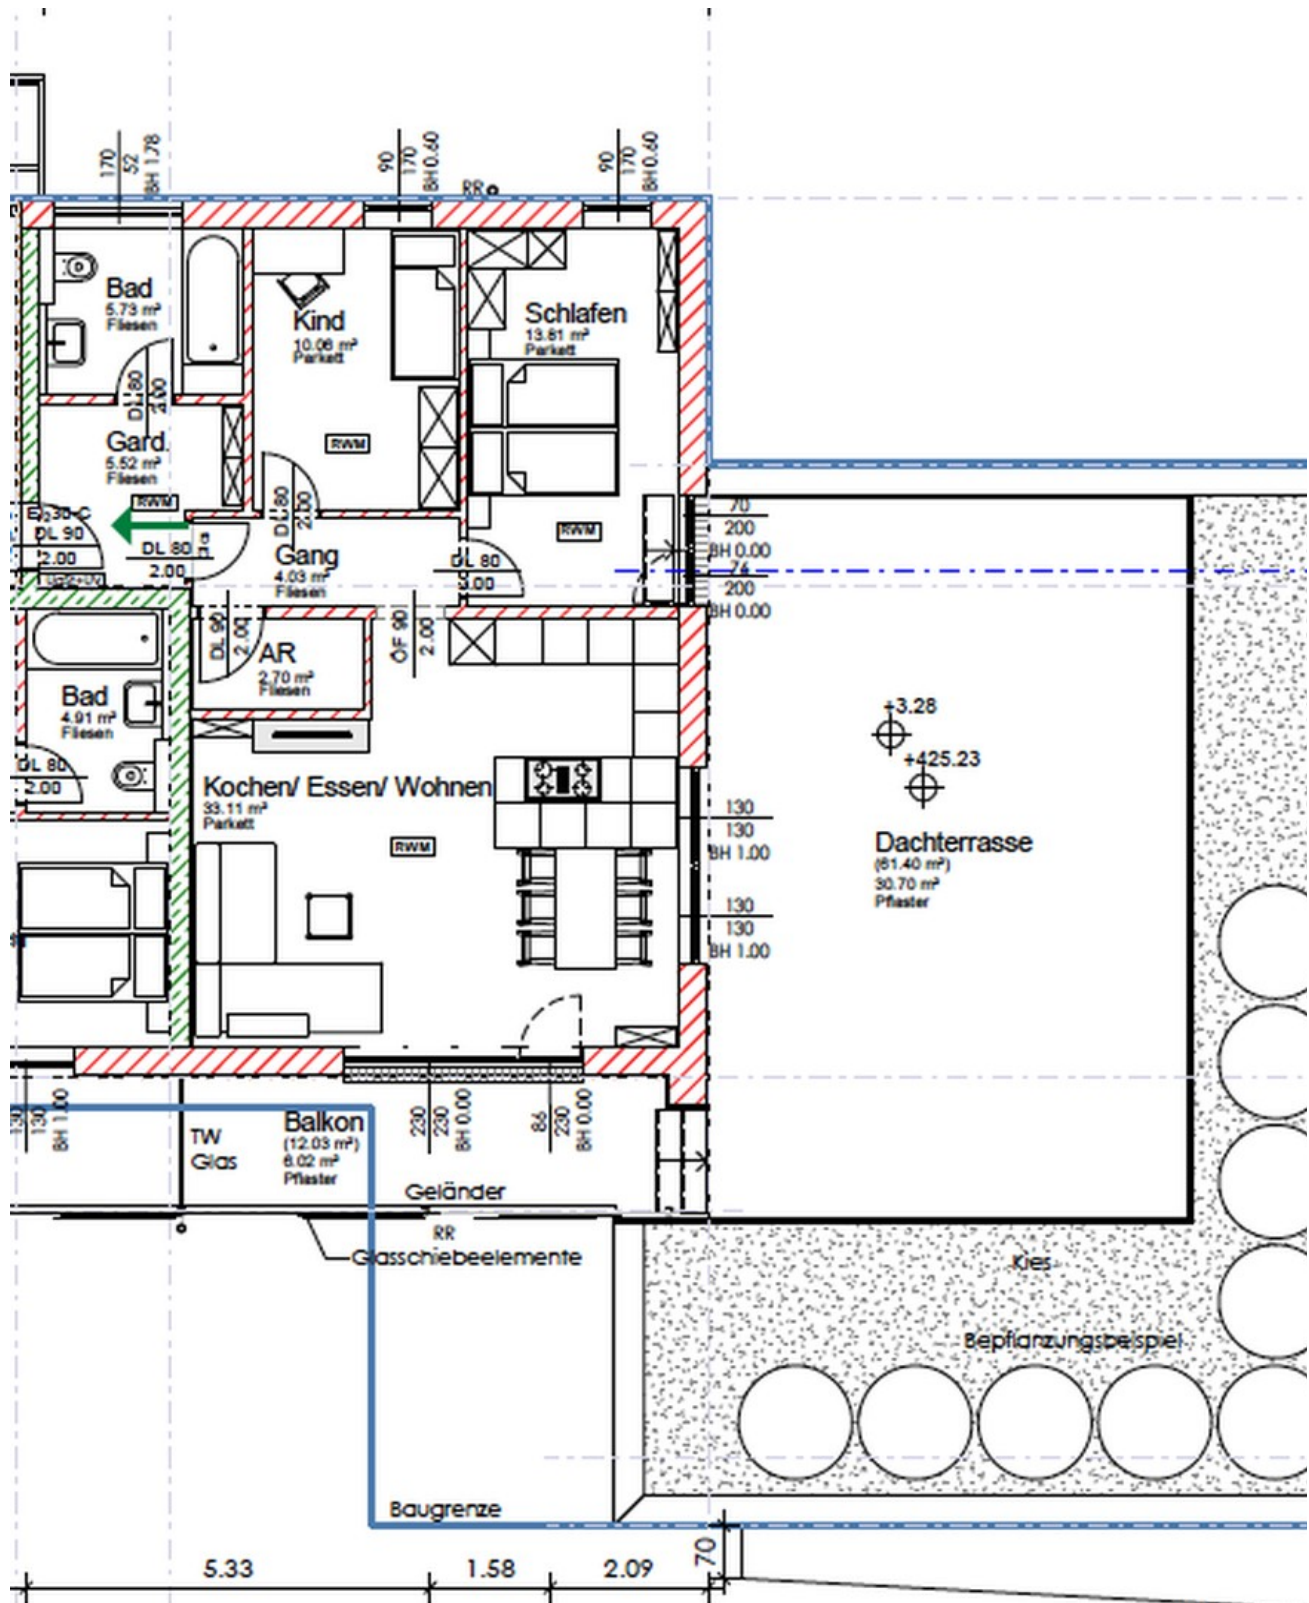 170
52
BH 1.78
90
170
BH 0.60
RR
90
170
BH 0.60
Bad
5.73 m²
Fliesen
DL 80
2.00
Kind
10.06 m²
Parkett
RWM
Schlafen
13.81 m²
Parkett
RWM
Gard.
5.52 m²
Fliesen
RWM
DL 90
2.00
DL 80
2.00
DL 80
2.00
Gang
4.03 m²
Fliesen
DL 80
2.00
70
200
BH 0.00
74
200
BH 0.00
DL 90
2.00
AR
2.70 m²
Fliesen
ÖF 90
2.00
Bad
4.91 m²
Fliesen
DL 80
2.00
Kochen/ Essen/ Wohnen
33.11 m²
Parkett
RWM
130
130
BH 1.00
130
130
BH 1.00
+3.28
+425.23
Dachterrasse
(61.40 m²)
30.70 m²
Pflaster
130
130
BH 1.00
TW
Glas
Balkon
(12.03 m²)
6.02 m²
Pflaster
230
230
BH 0.00
86
230
BH 0.00
Geländer
RR
Glasschiebeelemente
Kies
Bepflanzungsbeispiel
Baugrenze
5.33
1.58
2.09
70